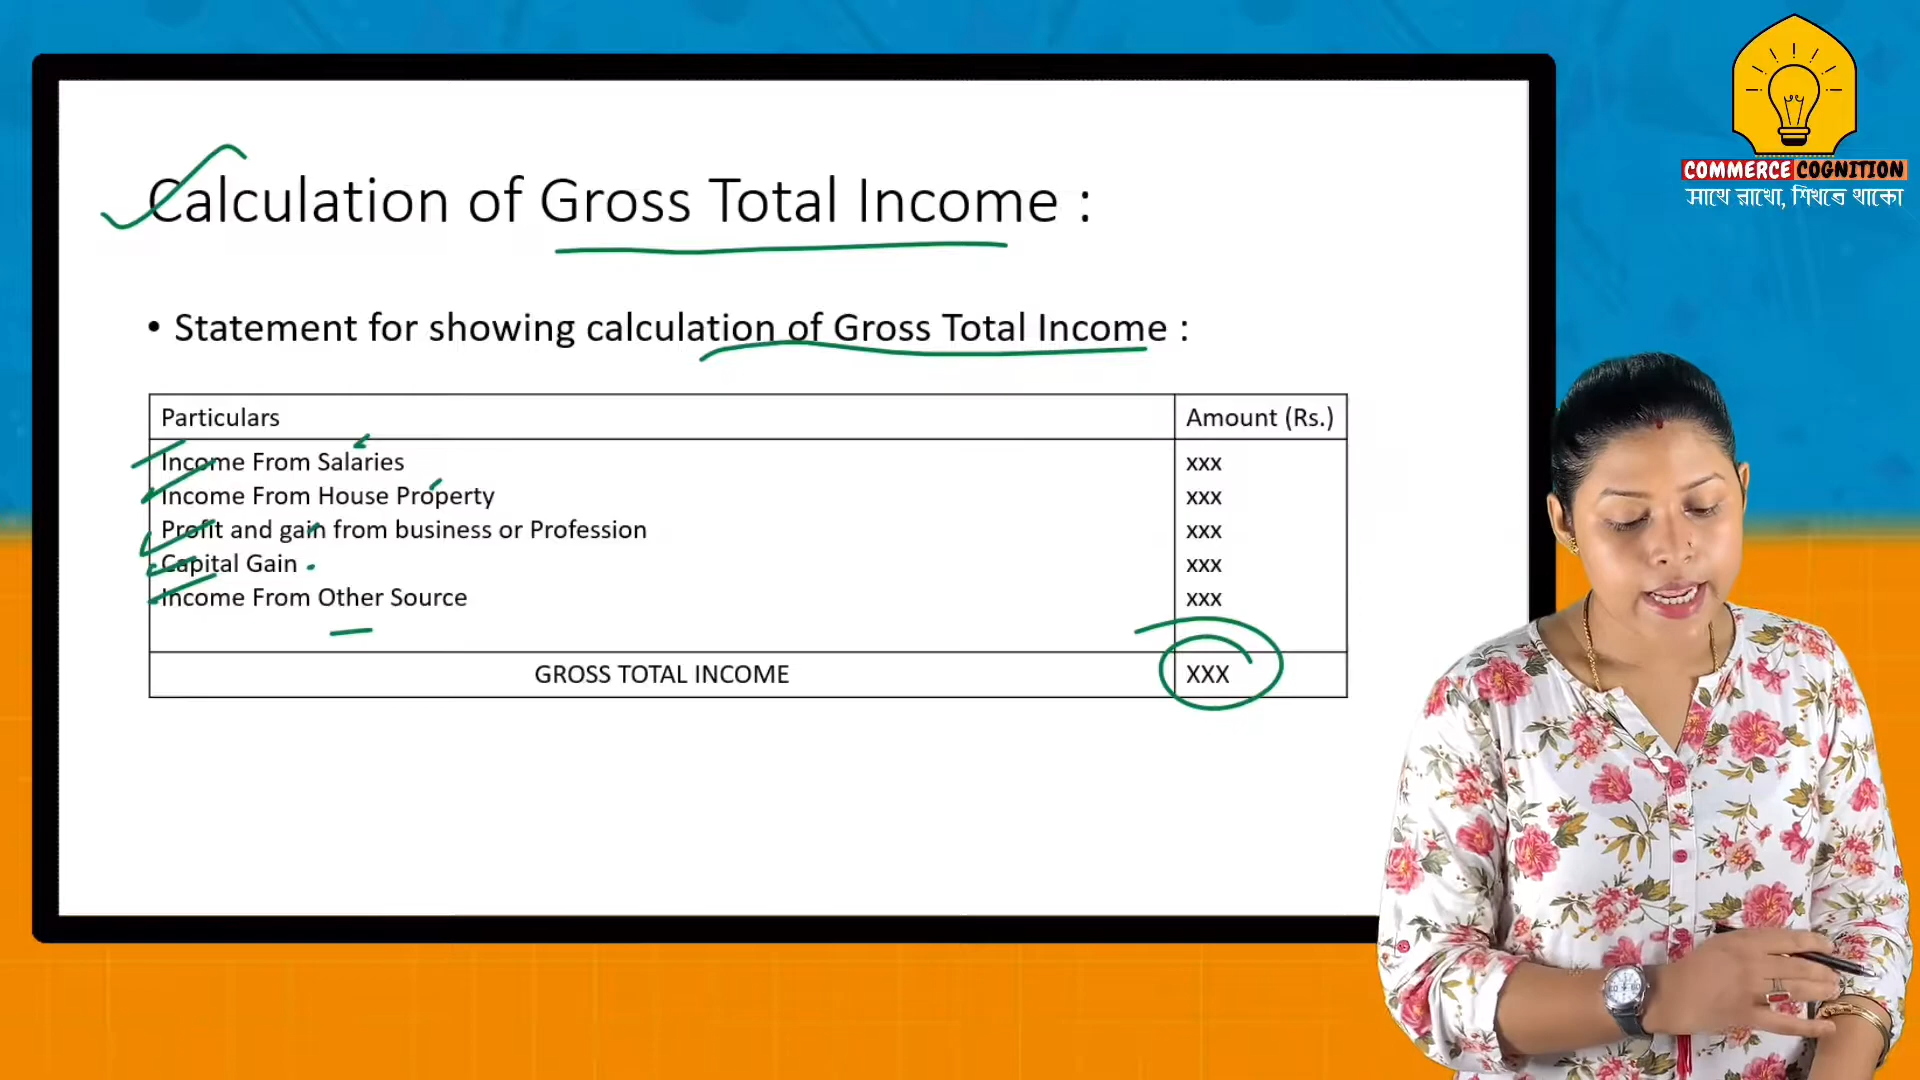 COMMERCE COGNITION
সাথে রাখো, শিখতে থাকো
Calculation of Gross Total Income :
• Statement for showing calculation of Gross Total Income :
Particulars Amount (Rs.)
Income From Salaries xxx
Income From House Property xxx
Profit and gain from business or Profession xxx
Capital Gain xxx
Income From Other Source xxx
GROSS TOTAL INCOME XXX